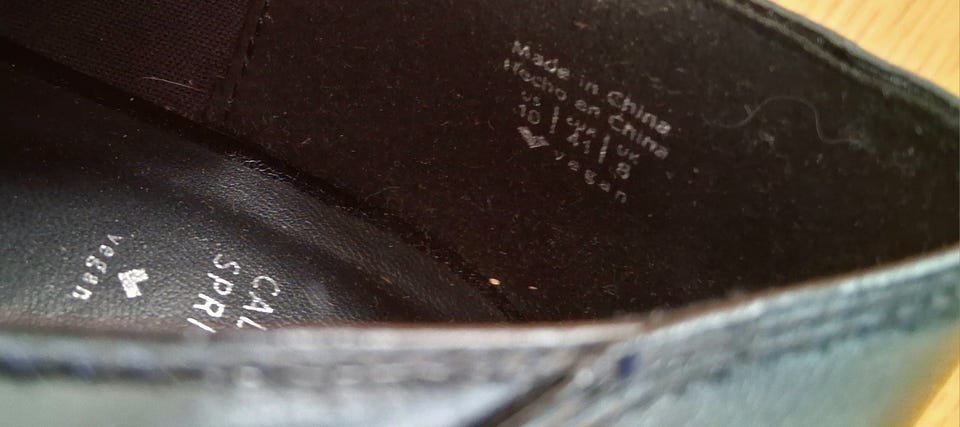 Made in China
Hecho en China
US | EUR | UK
10 | 41 | 8
vegan
CAL
SPRI
vegan